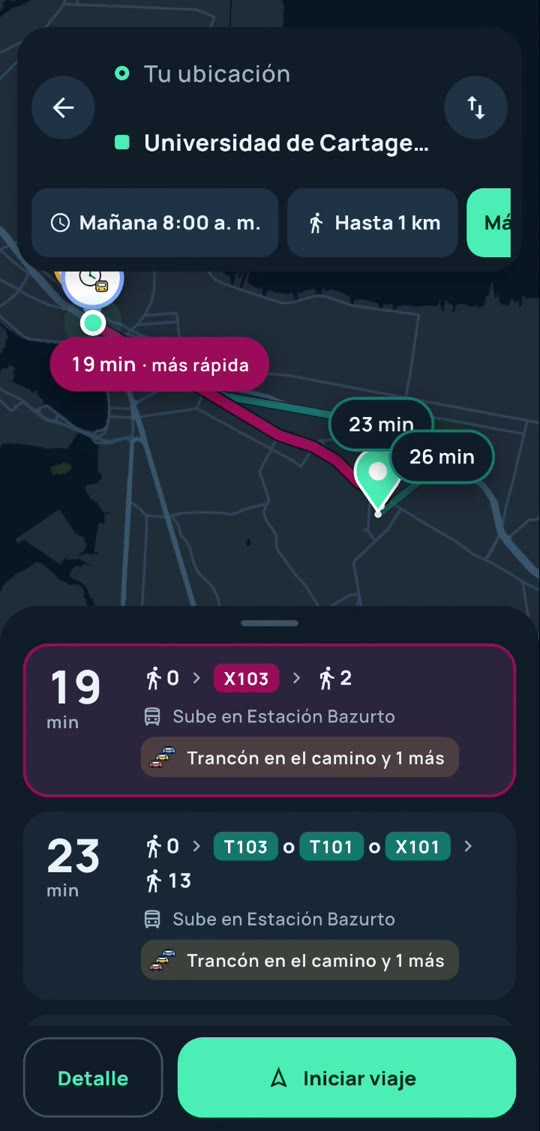 Tu ubicación
Universidad de Cartage...
Mañana 8:00 a. m.
Hasta 1 km
19 min · más rápida
23 min
26 min
19 0 > X103 > 2
min
Sube en Estación Bazurto
Trancón en el camino y 1 más
23 0 > T103 o T101 o X101 >
min 13
Sube en Estación Bazurto
Trancón en el camino y 1 más
Detalle
Iniciar viaje